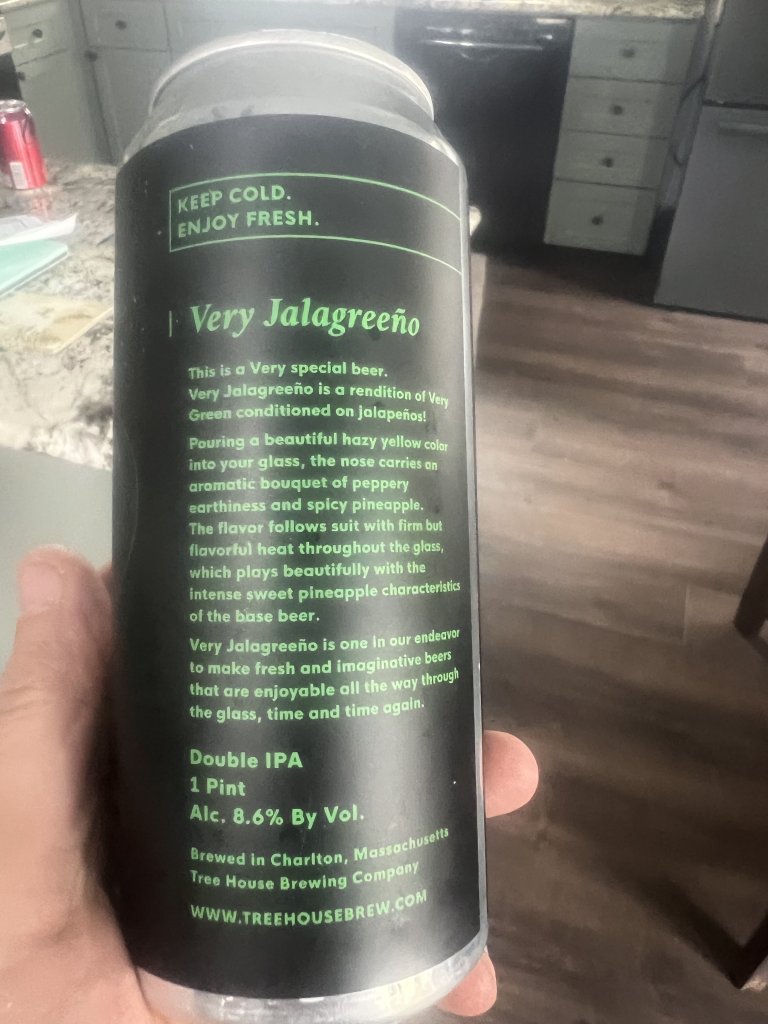 KEEP COLD.
ENJOY FRESH.
Very Jalagreeño
This is a Very special beer.
Very Jalagreeño is a rendition of Very
Green conditioned on jalapeños!
Pouring a beautiful hazy yellow color
into your glass, the nose carries an
aromatic bouquet of peppery
earthiness and spicy pineapple.
The flavor follows suit with firm but
flavorful heat throughout the glass,
which plays beautifully with the
intense sweet pineapple characteristics
of the base beer.
Very Jalagreeño is one in our endeavor
to make fresh and imaginative beers
that are enjoyable all the way through
the glass, time and time again.
Double IPA
1 Pint
Alc. 8.6% By Vol.
Brewed in Charlton, Massachusetts
Tree House Brewing Company
WWW.TREEHOUSEBREW.COM